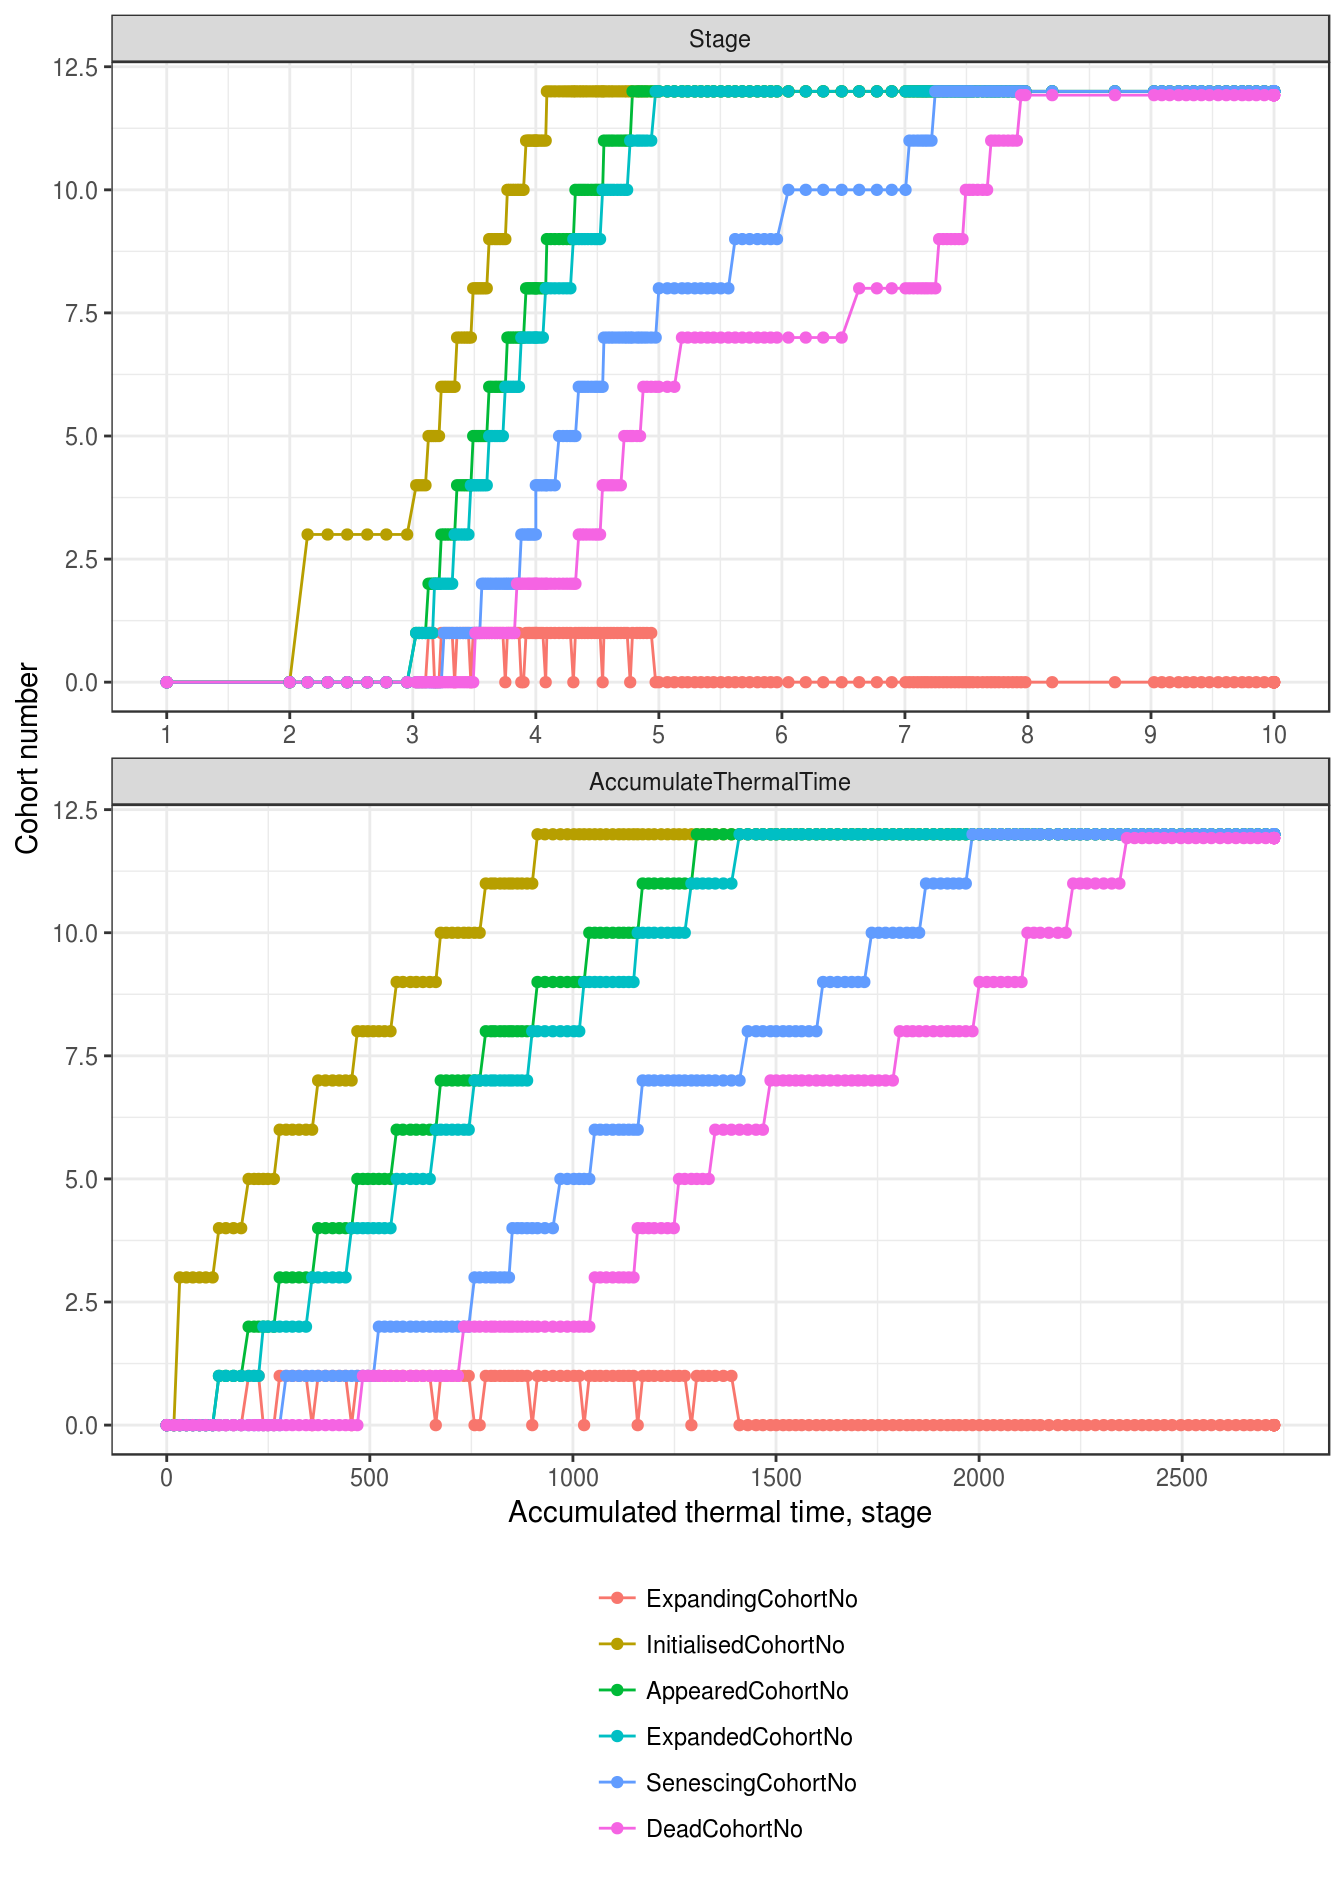 Stage
12.5
10.0
7.5
5.0
2.5
0.0
1 2 3 4 5 6 7 8 9 10
Cohort number
AccumulateThermalTime
12.5
10.0
7.5
5.0
2.5
0.0
0 500 1000 1500 2000 2500
Accumulated thermal time, stage
ExpandingCohortNo
InitialisedCohortNo
AppearedCohortNo
ExpandedCohortNo
SenescingCohortNo
DeadCohortNo